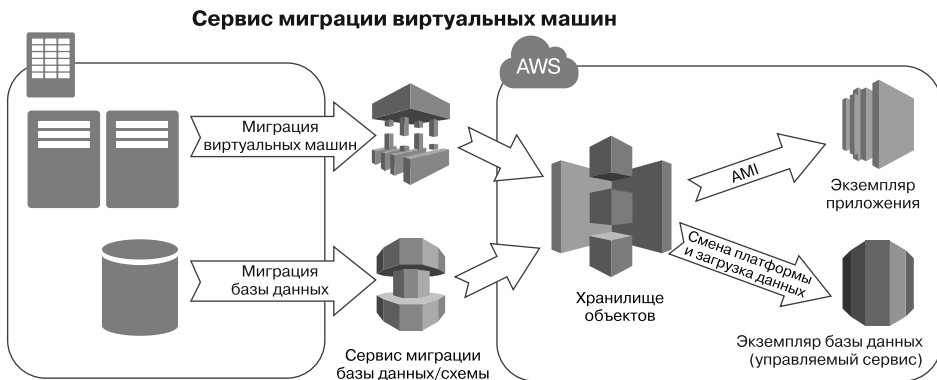 Сервис миграции виртуальных машин
AWS
Миграция
виртуальных машин
AMI
Экземпляр
приложения
Миграция
базы данных
Смена платформы
и загрузка данных
Хранилище
объектов
Сервис миграции
базы данных/схемы
Экземпляр базы данных
(управляемый сервис)